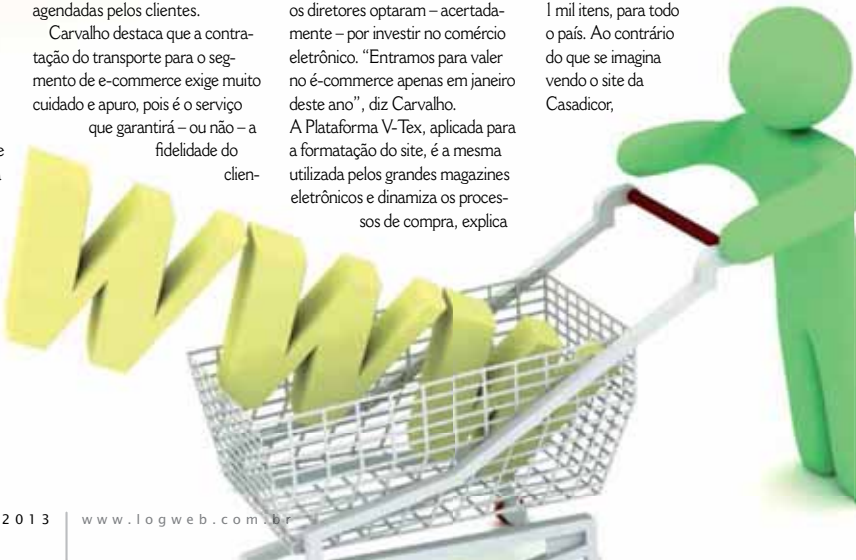 agendadas pelos clientes.
Carvalho destaca que a contra-
tação do transporte para o seg-
mento de e-commerce exige muito
cuidado e apuro, pois é o serviço
que garantirá – ou não – a
fidelidade do
clien-
os diretores optaram – acertada-
mente – por investir no comércio
eletrônico. “Entramos para valer
no é-commerce apenas em janeiro
deste ano”, diz Carvalho.
A Plataforma V-Tex, aplicada para
a formatação do site, é a mesma
utilizada pelos grandes magazines
eletrônicos e dinamiza os proces-
sos de compra, explica
1 mil itens, para todo
o país. Ao contrário
do que se imagina
vendo o site da
Casadicor,
www
2013 | www.logweb.com.br